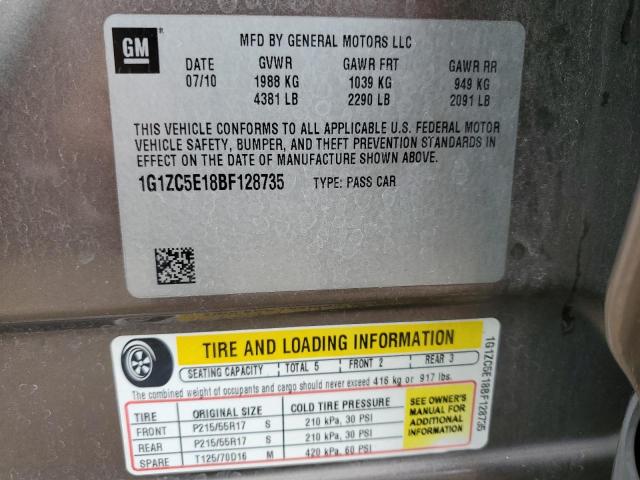 GM
MFD BY GENERAL MOTORS LLC
DATE GVWR GAWR FRT GAWR RR
07/10 1988 KG 1039 KG 949 KG
4381 LB 2290 LB 2091 LB
THIS VEHICLE CONFORMS TO ALL APPLICABLE U.S. FEDERAL MOTOR
VEHICLE SAFETY, BUMPER, AND THEFT PREVENTION STANDARDS IN
EFFECT ON THE DATE OF MANUFACTURE SHOWN ABOVE.
1G1ZC5E18BF128735 TYPE: PASS CAR
TIRE AND LOADING INFORMATION
SEATING CAPACITY TOTAL 5 FRONT 2 REAR 3
The combined weight of occupants and cargo should never exceed 416 kg or 917 lbs.
TIRE ORIGINAL SIZE COLD TIRE PRESSURE
FRONT P215/55R17 S 210 kPa, 30 PSI
REAR P215/55R17 S 210 kPa, 30 PSI
SPARE T125/70D16 M 420 kPa, 60 PSI
SEE OWNER'S
MANUAL FOR
ADDITIONAL
INFORMATION
1G1ZC5E18BF128735